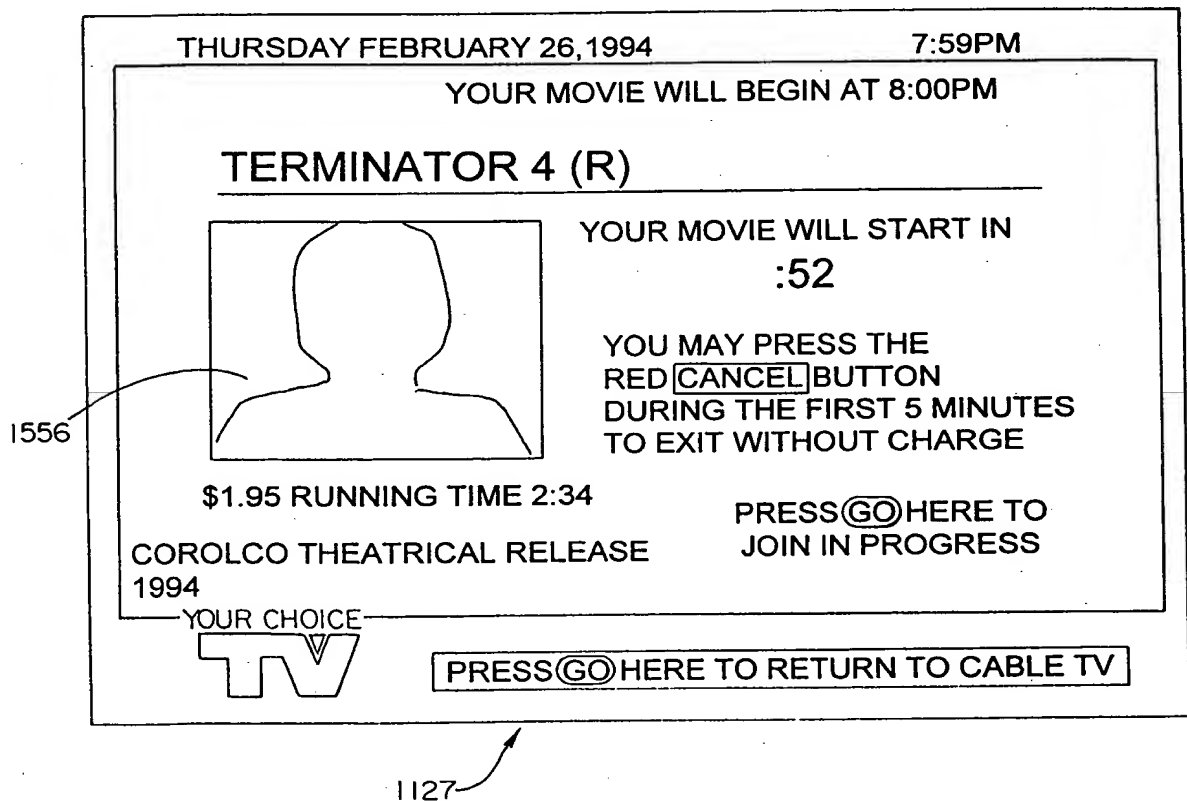 THURSDAY FEBRUARY 26,1994 7:59PM
YOUR MOVIE WILL BEGIN AT 8:00PM
TERMINATOR 4 (R)
YOUR MOVIE WILL START IN
:52
YOU MAY PRESS THE
RED CANCEL BUTTON
DURING THE FIRST 5 MINUTES
TO EXIT WITHOUT CHARGE
1556
$1.95 RUNNING TIME 2:34
PRESS GO HERE TO
JOIN IN PROGRESS
COROLCO THEATRICAL RELEASE
1994
YOUR CHOICE
TV
PRESS GO HERE TO RETURN TO CABLE TV
1127